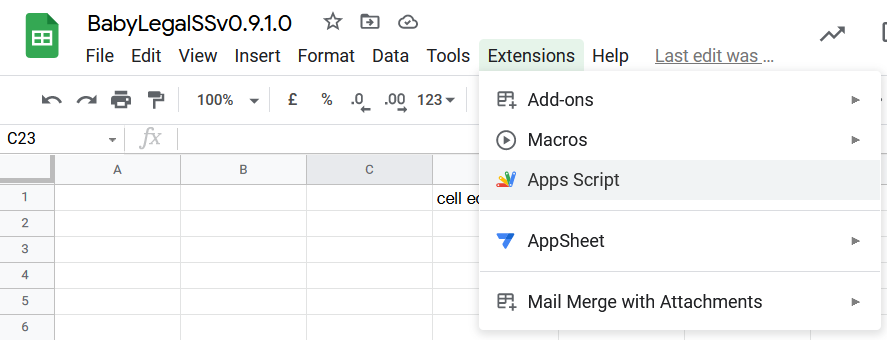 BabyLegalSSv0.9.1.0
File Edit View Insert Format Data Tools Extensions Help Last edit was ...
100% £ % .0 .00 123
Add-ons
C23 fx
Macros
A B C
Apps Script
1 cell
2
3 AppSheet
4
5 Mail Merge with Attachments
6